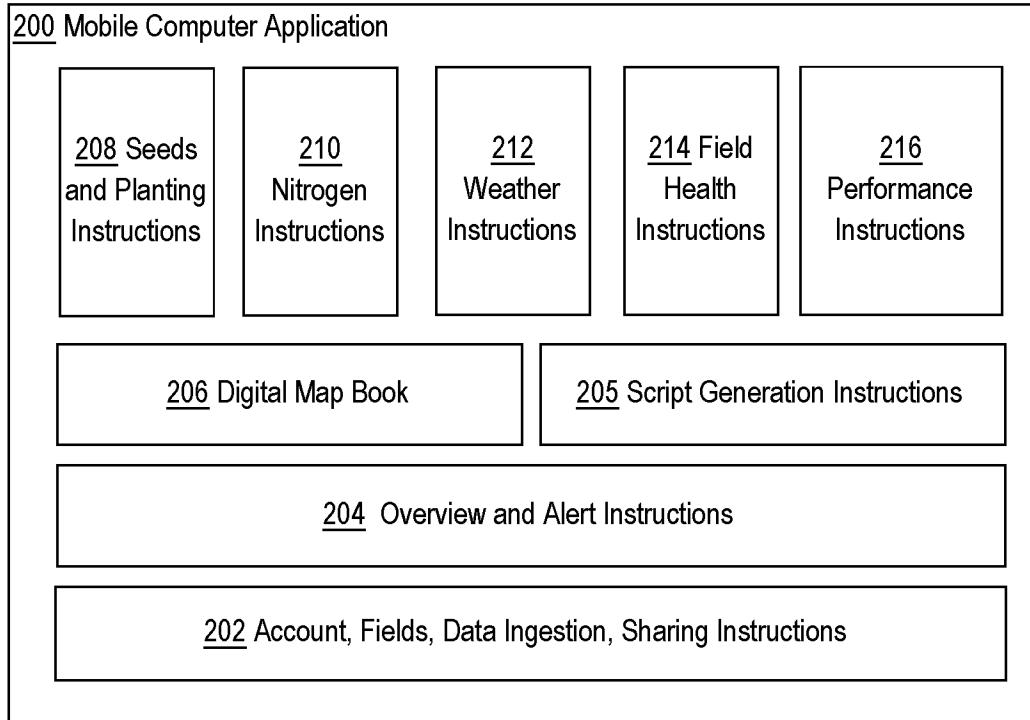 200 Mobile Computer Application
208 Seeds
and Planting
Instructions
210
Nitrogen
Instructions
212
Weather
Instructions
214 Field
Health
Instructions
216
Performance
Instructions
206 Digital Map Book
205 Script Generation Instructions
204 Overview and Alert Instructions
202 Account, Fields, Data Ingestion, Sharing Instructions